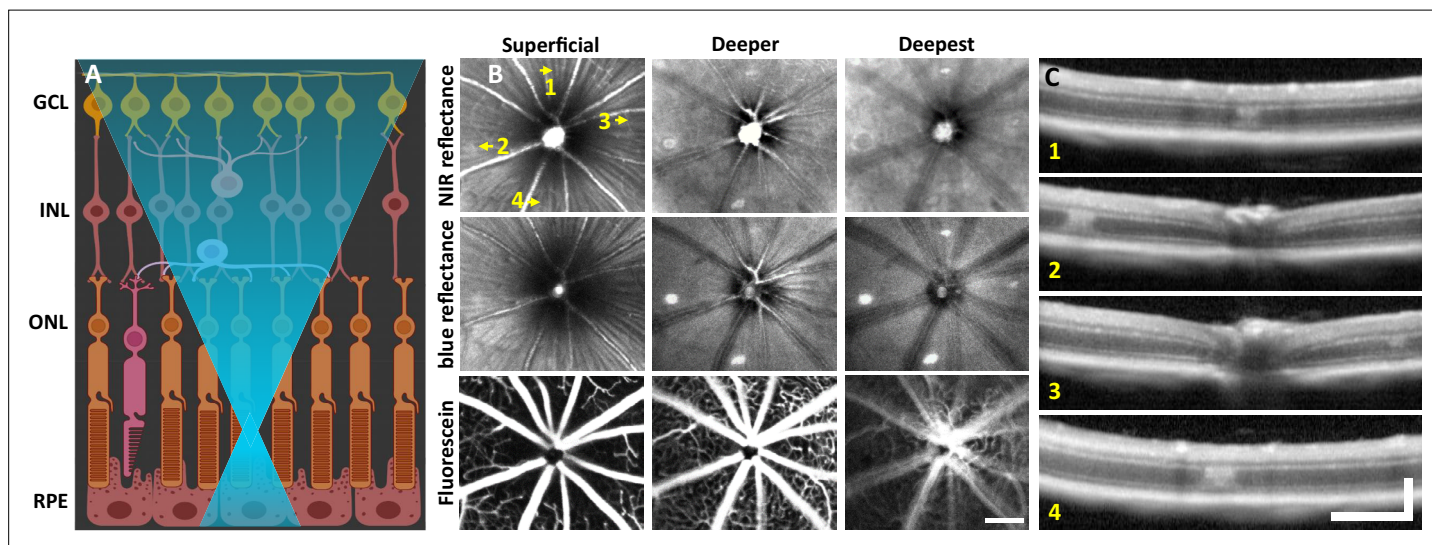 A
GCL
INL
ONL
RPE
Superficial
Deeper
Deepest
NIR reflectance
blue reflectance
Fluorescein
B
1
2
3
4
C
1
2
3
4